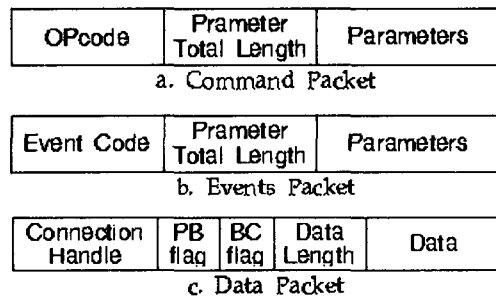 OPcode
Prameter
Total Length
Parameters
a. Command Packet
Event Code
Prameter
Total Length
Parameters
b. Events Packet
Connection
Handle
PB
flag
BC
flag
Data
Length
Data
c. Data Packet